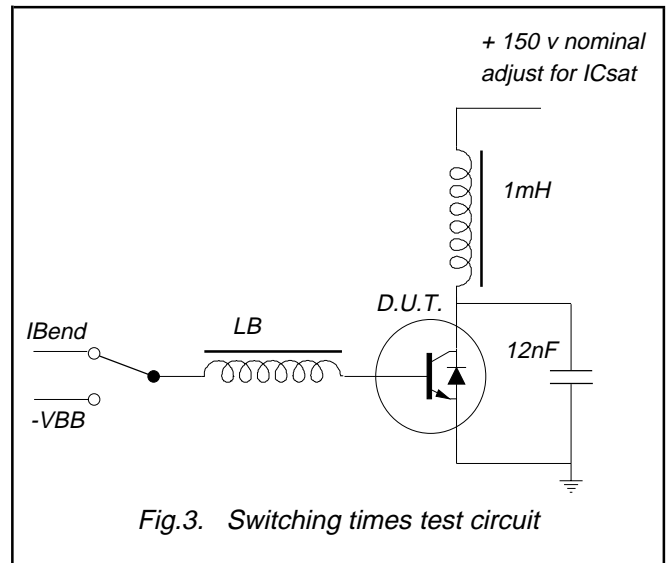 + 150 v nominal
adjust for ICsat
1mH
D.U.T.
LB
IBend
12nF
-VBB
Fig.3. Switching times test circuit